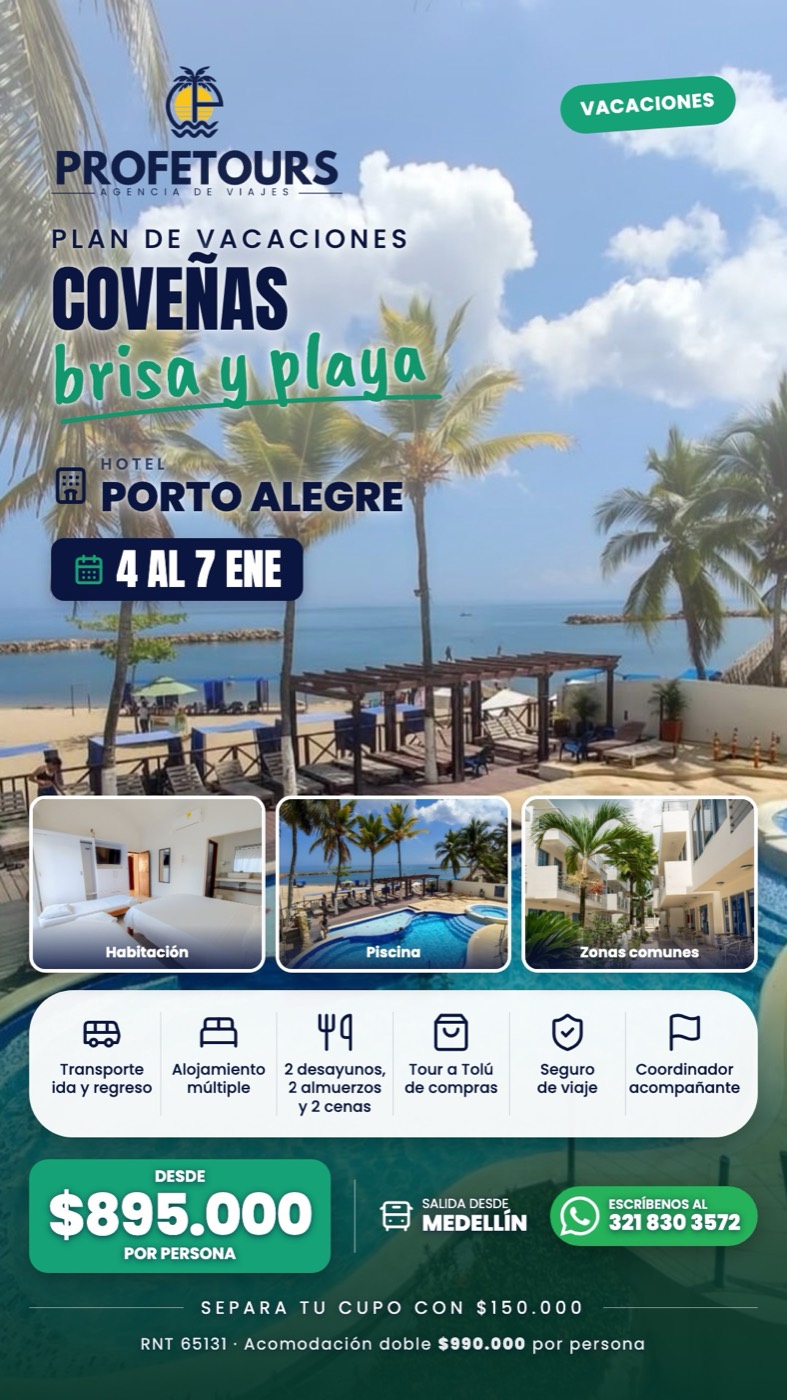 PROFETOURS
AGENCIA DE VIAJES
VACACIONES
PLAN DE VACACIONES
COVEÑAS
brisa y playa
HOTEL
PORTO ALEGRE
4 AL 7 ENE
Habitación
Piscina
Zonas comunes
Transporte
ida y regreso
Alojamiento
múltiple
2 desayunos,
2 almuerzos
y 2 cenas
Tour a Tolú
de compras
Seguro
de viaje
Coordinador
acompañante
DESDE
$895.000
POR PERSONA
SALIDA DESDE
MEDELLÍN
ESCRÍBENOS AL
321 830 3572
SEPARA TU CUPO CON $150.000
RNT 65131 · Acomodación doble $990.000 por persona